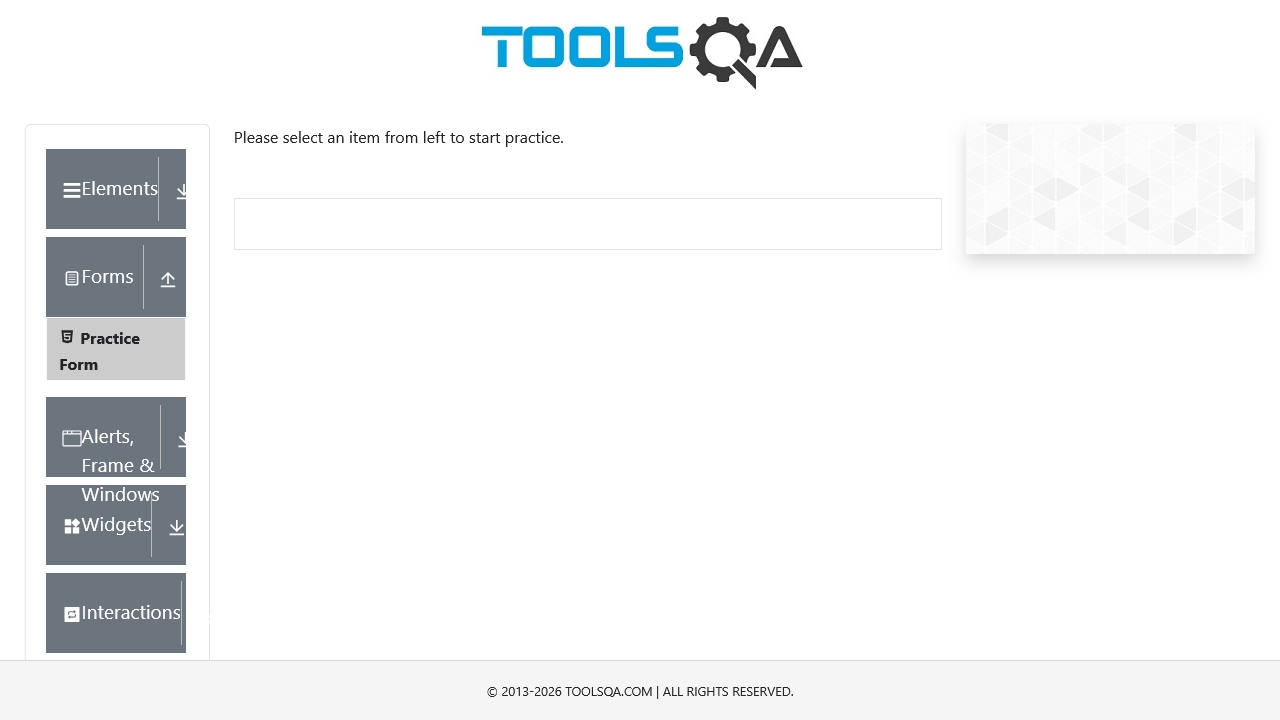 TOOLSQA
Please select an item from left to start practice.
Elements
Forms
Practice
Form
Alerts,
Frame &
Windows
Widgets
Interactions
© 2013-2026 TOOLSQA.COM | ALL RIGHTS RESERVED.